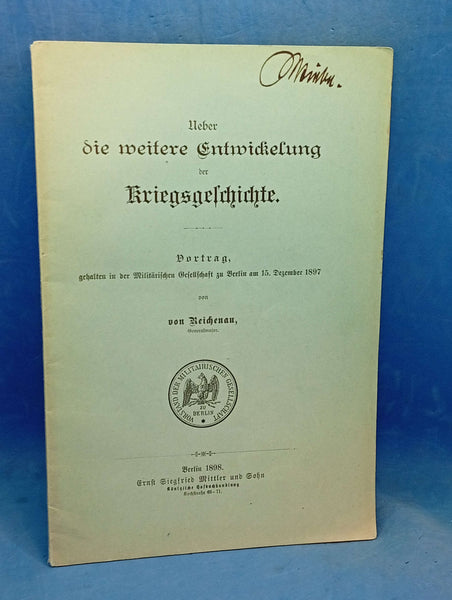 Ueber
die weitere Entwickelung
der
Kriegsgeschichte.
Vortrag,
gehalten in der Militärischen Gesellschaft zu Berlin am 15. Dezember 1897
von
von Reichenau,
Generalmajor.
VORSTAND DER MILITAIRISCHEN GESELLSCHAFT
ZU
BERLIN
Berlin 1898.
Ernst Siegfried Mittler und Sohn
Königliche Hofbuchhandlung
Kochstraße 68–71.